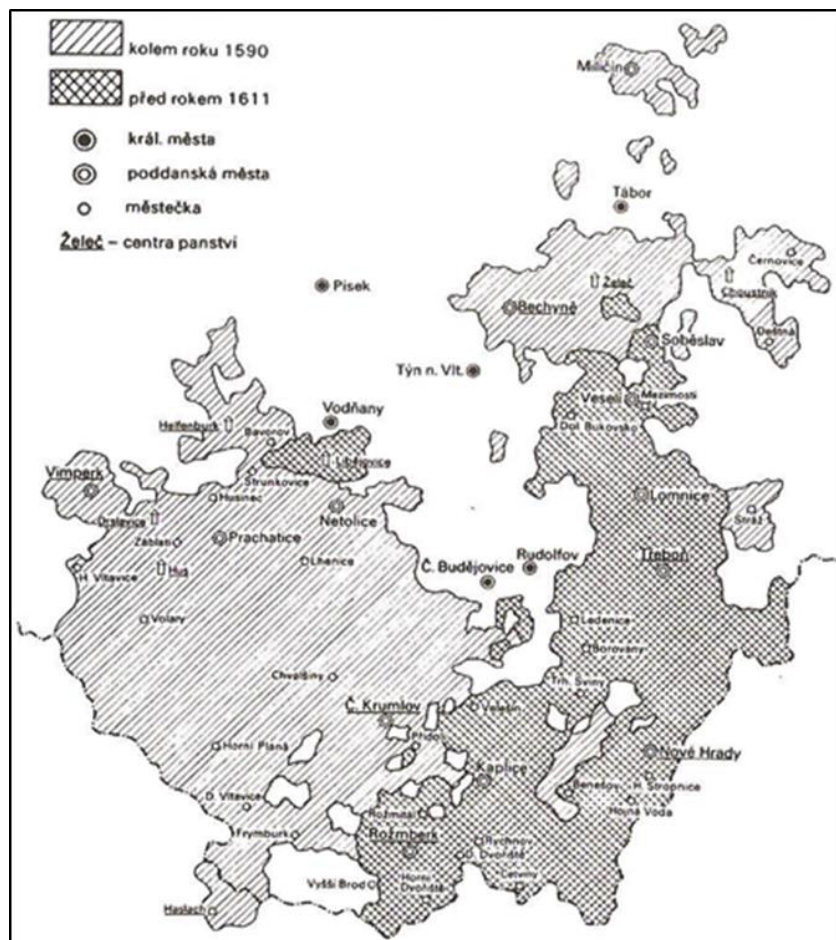 kolem roku 1590
před rokem 1611
král. města
poddanská města
městečka
Želeč – centra panství
Miličín
Tábor
Černovice
Choustník
Želeč
Písek
Bechyně
Deštná
Soběslav
Týn n. Vlt.
Veselí
Mezimostí
Dol. Bukovsko
Vodňany
Helfenburk
Bavorov
Libějovice
Strunkovice
Vimperk
Husinec
Netolice
Lomnice
Stráž
Drslavice
Záblatí
Prachatice
Lhenice
Č. Budějovice
Rudolfov
Třeboň
H. Vltavice
Hus
Volary
Ledenice
Borovany
Chvalšiny
Trh. Sviny
Velešín
Č. Krumlov
Přídolí
Horní Planá
Nové Hrady
Kaplice
Benešov
H. Stropnice
Hojná Voda
D. Vltavice
Rožmitál
Frymburk
Rožmberk
Rychnov
D. Dvořiště
Vyšší Brod
Horní
Dvořiště
Cetviny
Haslach